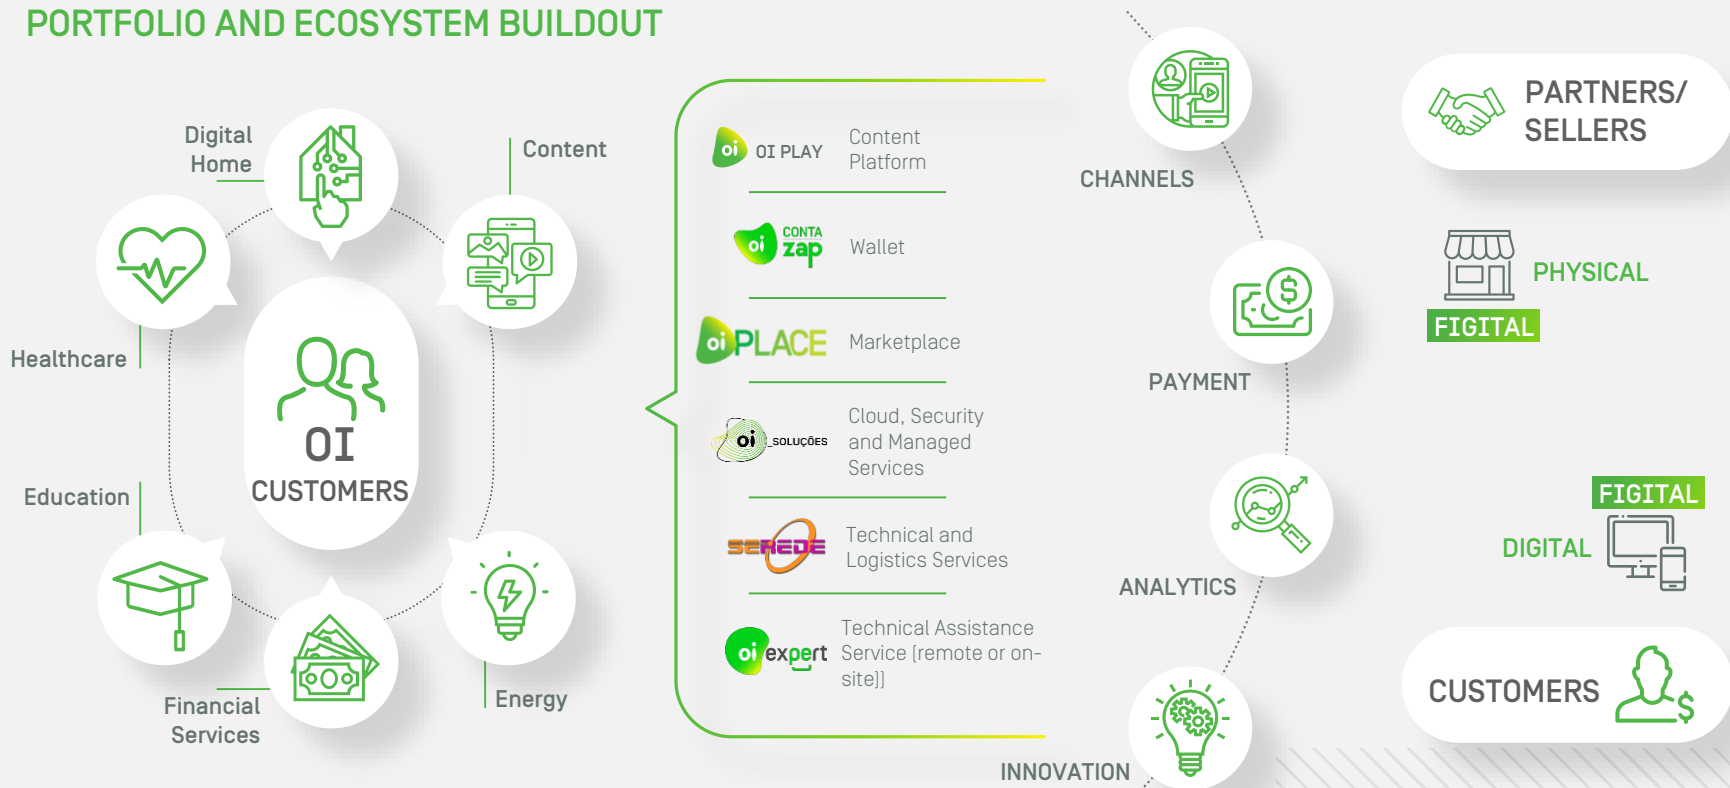 PORTFOLIO AND ECOSYSTEM BUILDOUT
Digital
Home
Content
Healthcare
OI
CUSTOMERS
Education
Financial
Services
Energy
oi OI PLAY
Content
Platform
oi CONTA
zap
Wallet
oi PLACE
Marketplace
oi _SOLUÇÕES
Cloud, Security
and Managed
Services
SEREDE
Technical and
Logistics Services
oi expert
Technical Assistance
Service (remote or on-
site))
CHANNELS
PAYMENT
ANALYTICS
INNOVATION
PARTNERS/
SELLERS
PHYSICAL
FIGITAL
FIGITAL
DIGITAL
CUSTOMERS